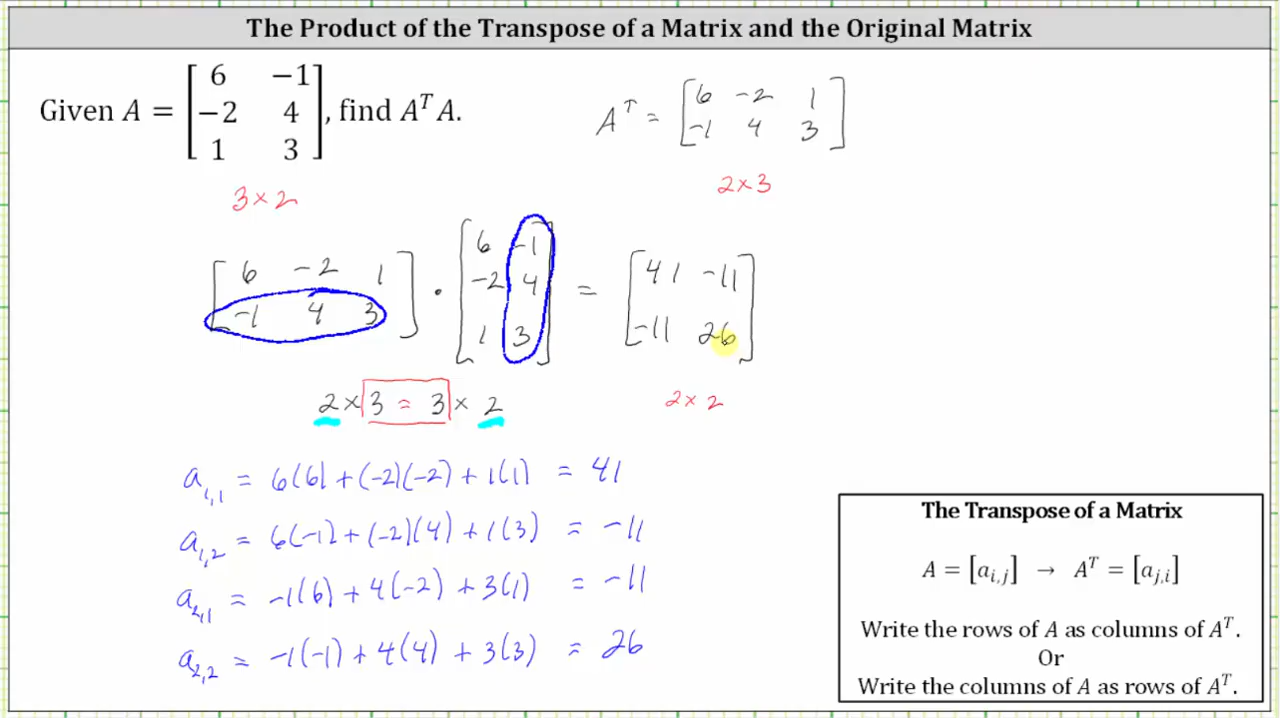 The Product of the Transpose of a Matrix and the Original Matrix
Given A = [6 −1; −2 4; 1 3], find AᵀA.
Aᵀ = [6 −2 1; −1 4 3]
3 × 2
2 × 3
[6 −2 1; −1 4 3] · [6 −1; −2 4; 1 3] = [41 −11; −11 26]
2 × 3 = 3 × 2
2 × 2
a₁,₁ = 6(6) + (−2)(−2) + 1(1) = 41
a₁,₂ = 6(−1) + (−2)(4) + 1(3) = −11
a₂,₁ = −1(6) + 4(−2) + 3(1) = −11
a₂,₂ = −1(−1) + 4(4) + 3(3) = 26
The Transpose of a Matrix
A = [aᵢ,ⱼ] → Aᵀ = [aⱼ,ᵢ]
Write the rows of A as columns of Aᵀ.
Or
Write the columns of A as rows of Aᵀ.